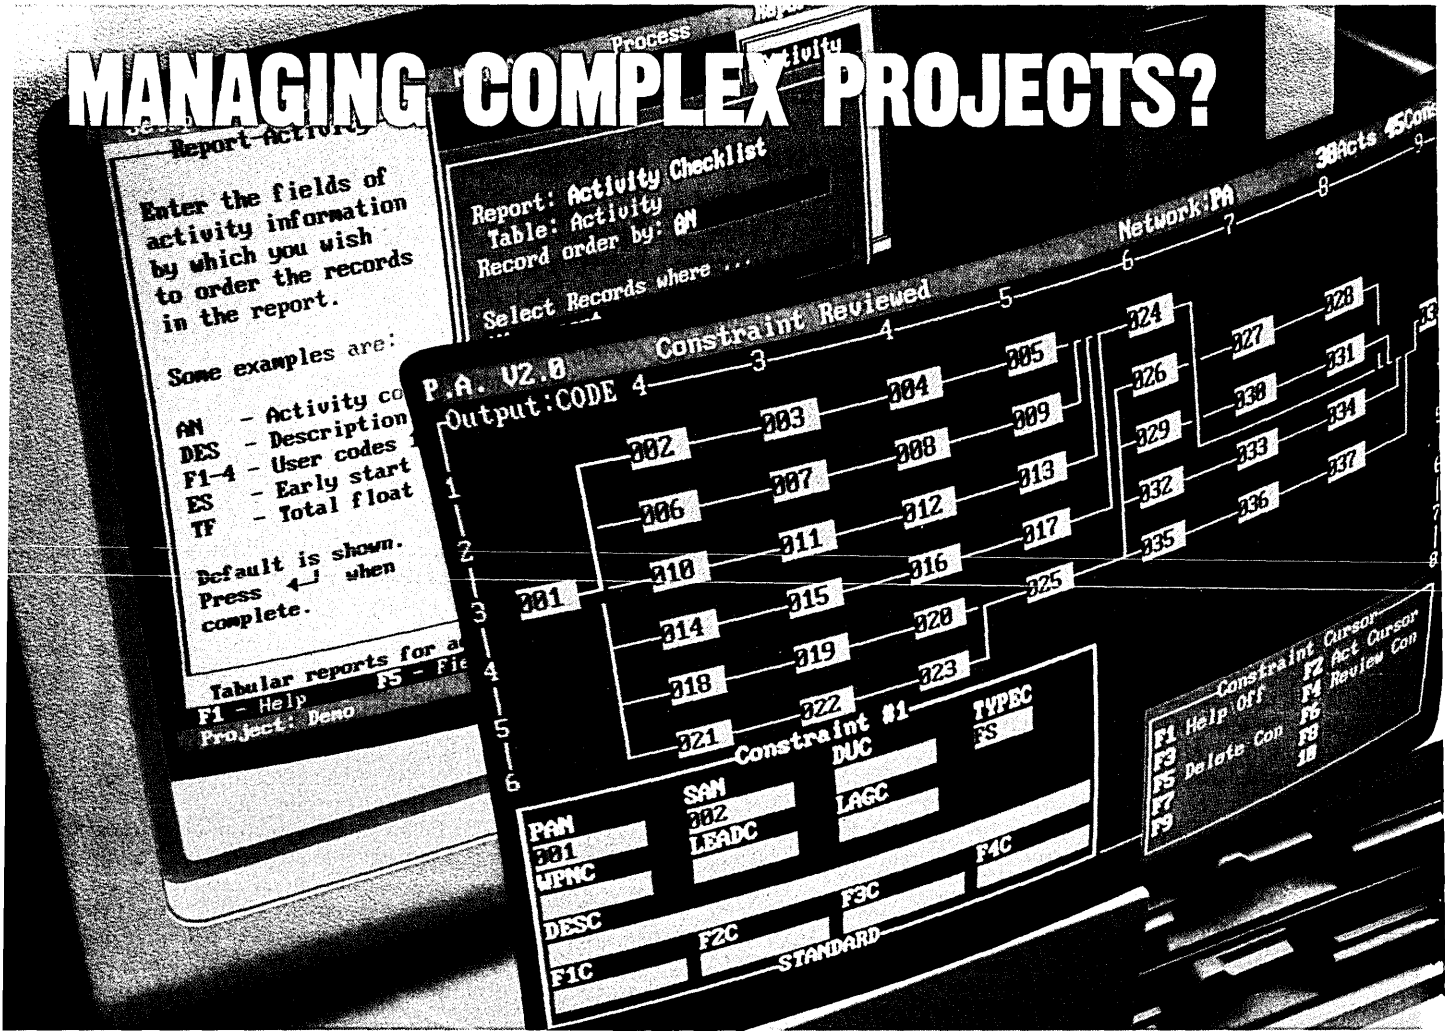 MANAGING COMPLEX PROJECTS?
Process
Activity
Report Activity
Enter the fields of
activity information
by which you wish
to order the records
in the report.
Some examples are:
AN - Activity co
DES - Description
F1-4 - User codes
ES - Early start
TF - Total float
Default is shown.
Press ↵ when
complete.
Tabular reports for a
F1 - Help F5 - Fie
Project: Demo
Report: Activity Checklist
Table: Activity
Record order by: AN
Select Records where ...
P.A. V2.0 Constraint Reviewed Network:PA 38Acts 45Cons
Output:CODE 4 3 4 5 6 7 8 9
1
2
3
4
5
6
001
002 003 004 005
006 007 008 009
010 011 012 013
014 015 016 017
018 019 020
021 022 023
025
024
026 027 028
029 030 031
032 033 034
035 036 037
Constraint #1
PAN SAN DUC TYPEC
001 002 FS
WPNC LEADC LAGC
DESC
F1C F2C F3C F4C
STANDARD
Constraint Cursor
F1 Help Off F2 Act Cursor
F3 F4 Review Con
F5 Delete Con F6
F7 F8
F9 10